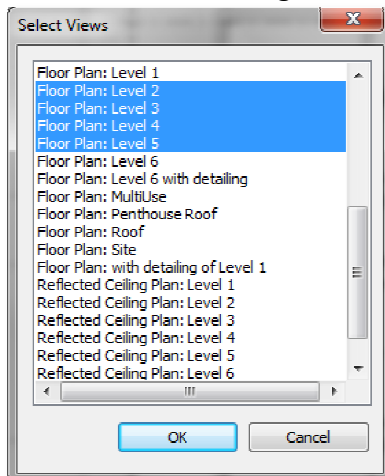 Select Views
Floor Plan: Level 1
Floor Plan: Level 2
Floor Plan: Level 3
Floor Plan: Level 4
Floor Plan: Level 5
Floor Plan: Level 6
Floor Plan: Level 6 with detailing
Floor Plan: MultiUse
Floor Plan: Penthouse Roof
Floor Plan: Roof
Floor Plan: Site
Floor Plan: with detailing of Level 1
Reflected Ceiling Plan: Level 1
Reflected Ceiling Plan: Level 2
Reflected Ceiling Plan: Level 3
Reflected Ceiling Plan: Level 4
Reflected Ceiling Plan: Level 5
Reflected Ceiling Plan: Level 6
OK Cancel